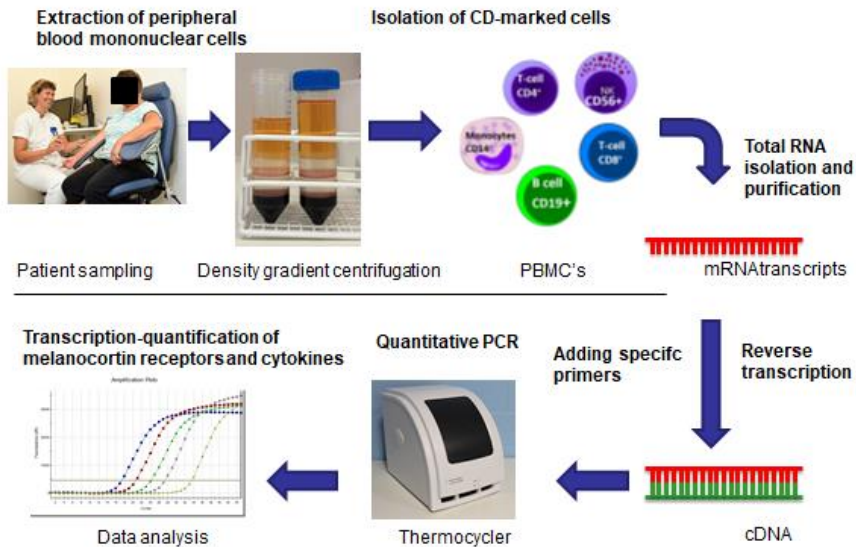 Extraction of peripheral
blood mononuclear cells
Isolation of CD-marked cells
T-cell
CD4+
NK
CD56+
Monocytes
CD14
T-cell
CD8+
B cell
CD19+
Total RNA
isolation and
purification
Patient sampling
Density gradient centrifugation
PBMC's
mRNAtranscripts
Transcription-quantification of
melanocortin receptors and cytokines
Quantitative PCR
Adding specifc
primers
Reverse
transcription
Amplification Plots
Data analysis
Thermocycler
cDNA